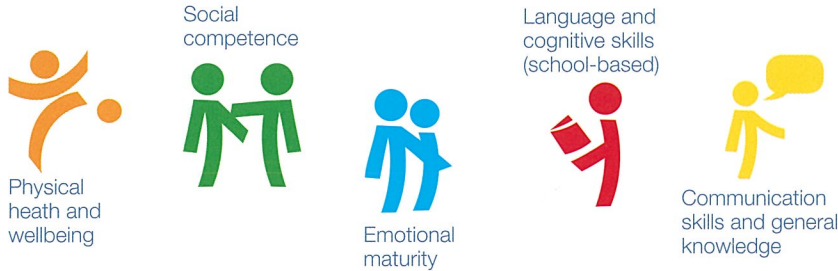 Social
competence
Language and
cognitive skills
(school-based)
Physical
heath and
wellbeing
Emotional
maturity
Communication
skills and general
knowledge